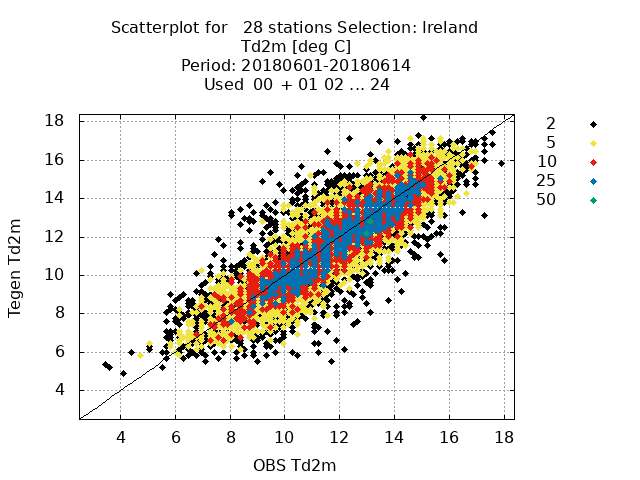 Scatterplot for 28 stations Selection: Ireland
Td2m [deg C]
Period: 20180601-20180614
Used 00 + 01 02 ... 24
18
16
14
12
10
8
6
4
Tegen Td2m
4 6 8 10 12 14 16 18
OBS Td2m
2
5
10
25
50